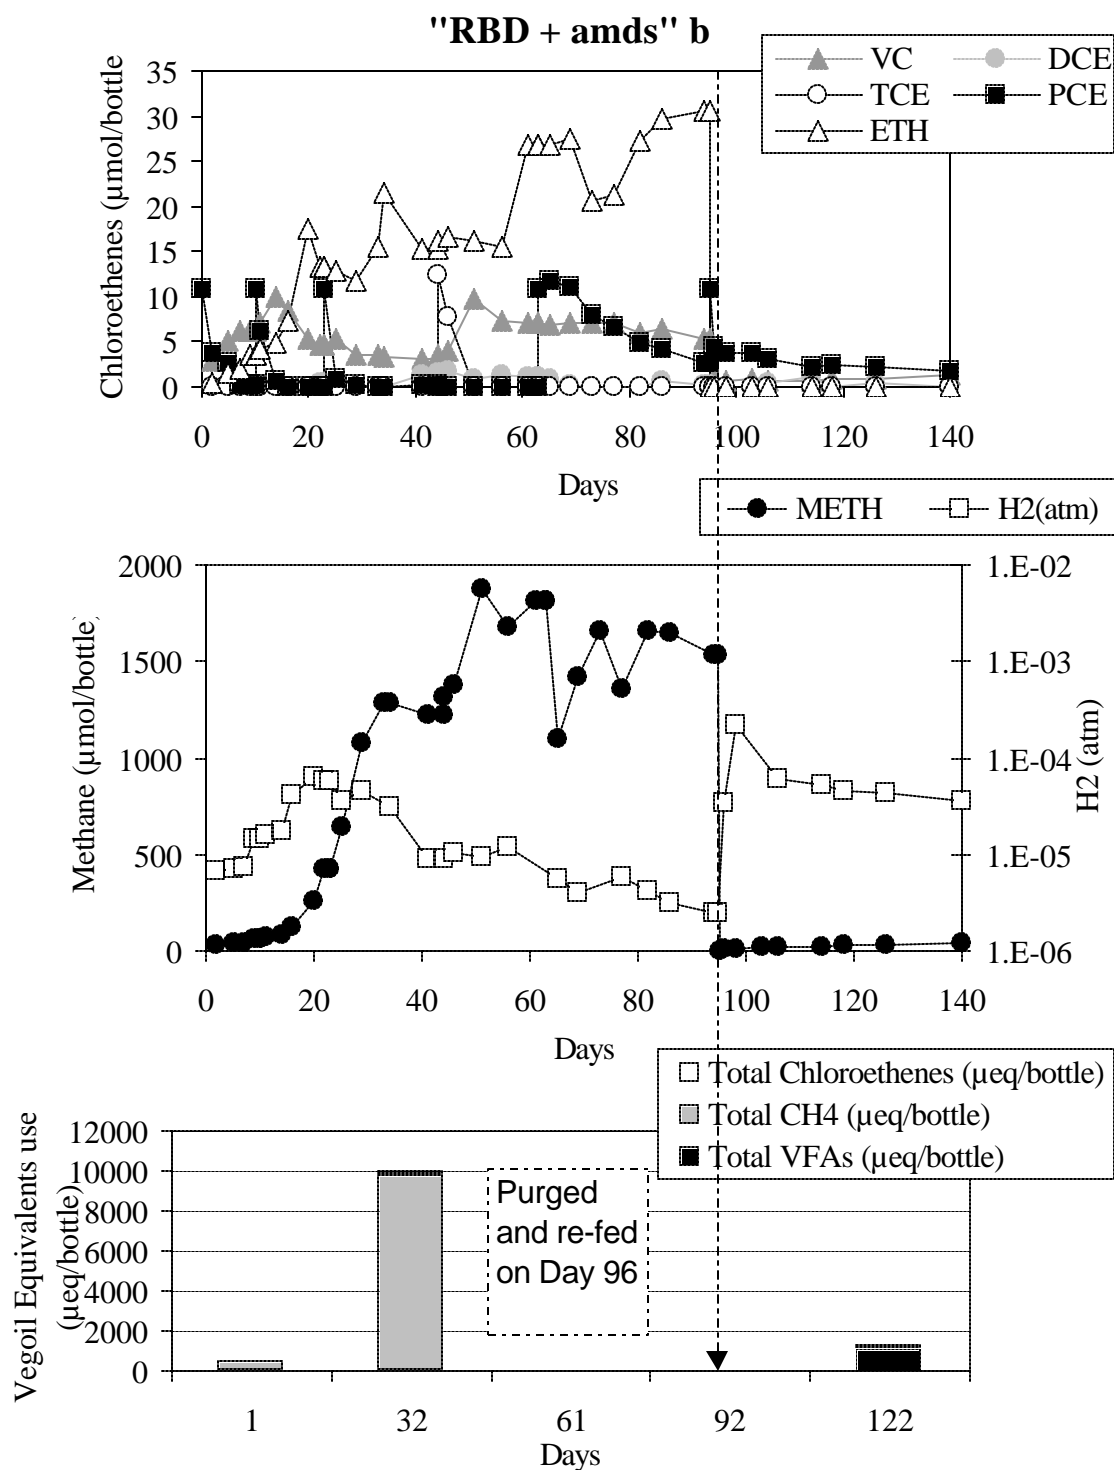 "RBD + amds" b
VC DCE
TCE PCE
ETH
Chloroethenes (µmol/bottle
35
30
25
20
15
10
5
0
0 20 40 60 80 100 120 140
Days
METH H2(atm)
Methane (µmol/bottle)
2000
1500
1000
500
0
1.E-02
1.E-03
1.E-04
1.E-05
1.E-06
H2 (atm)
0 20 40 60 80 100 120 140
Days
Total Chloroethenes (µeq/bottle)
Total CH4 (µeq/bottle)
Total VFAs (µeq/bottle)
Vegoil Equivalents use
(µeq/bottle)
12000
10000
8000
6000
4000
2000
0
Purged
and re-fed
on Day 96
1 32 61 92 122
Days